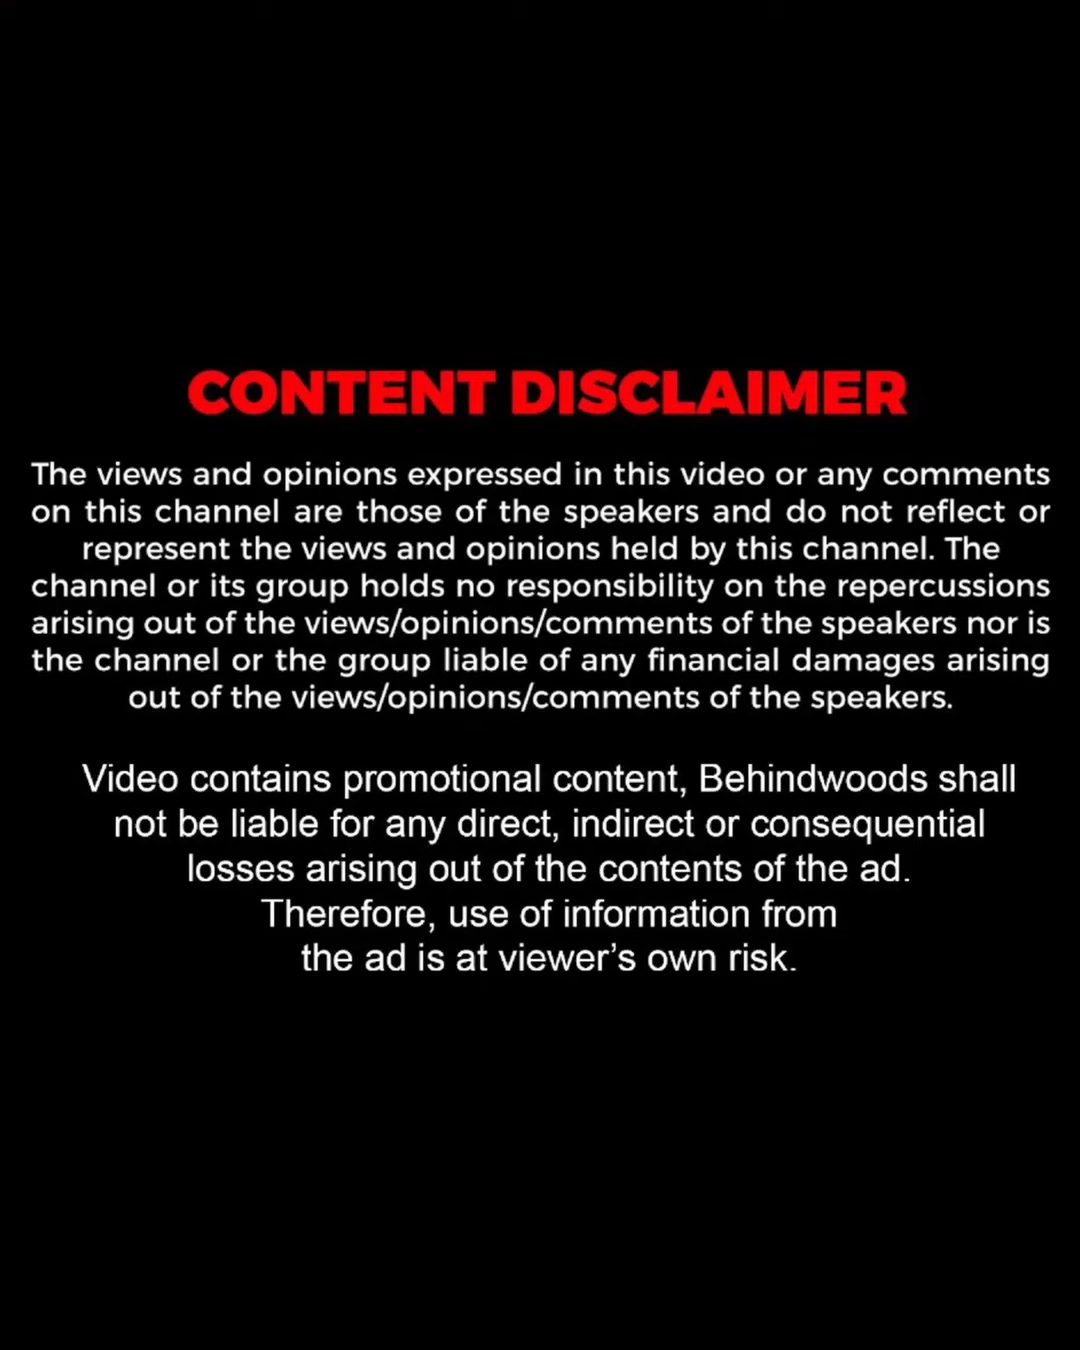 CONTENT DISCLAIMER
The views and opinions expressed in this video or any comments
on this channel are those of the speakers and do not reflect or
represent the views and opinions held by this channel. The
channel or its group holds no responsibility on the repercussions
arising out of the views/opinions/comments of the speakers nor is
the channel or the group liable of any financial damages arising
out of the views/opinions/comments of the speakers.
Video contains promotional content, Behindwoods shall
not be liable for any direct, indirect or consequential
losses arising out of the contents of the ad.
Therefore, use of information from
the ad is at viewer’s own risk.